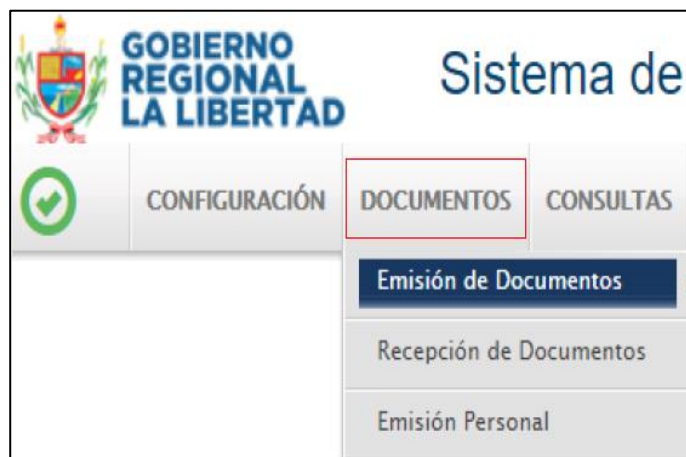 GOBIERNO
REGIONAL
LA LIBERTAD
Sistema de
CONFIGURACIÓN DOCUMENTOS CONSULTAS
Emisión de Documentos
Recepción de Documentos
Emisión Personal